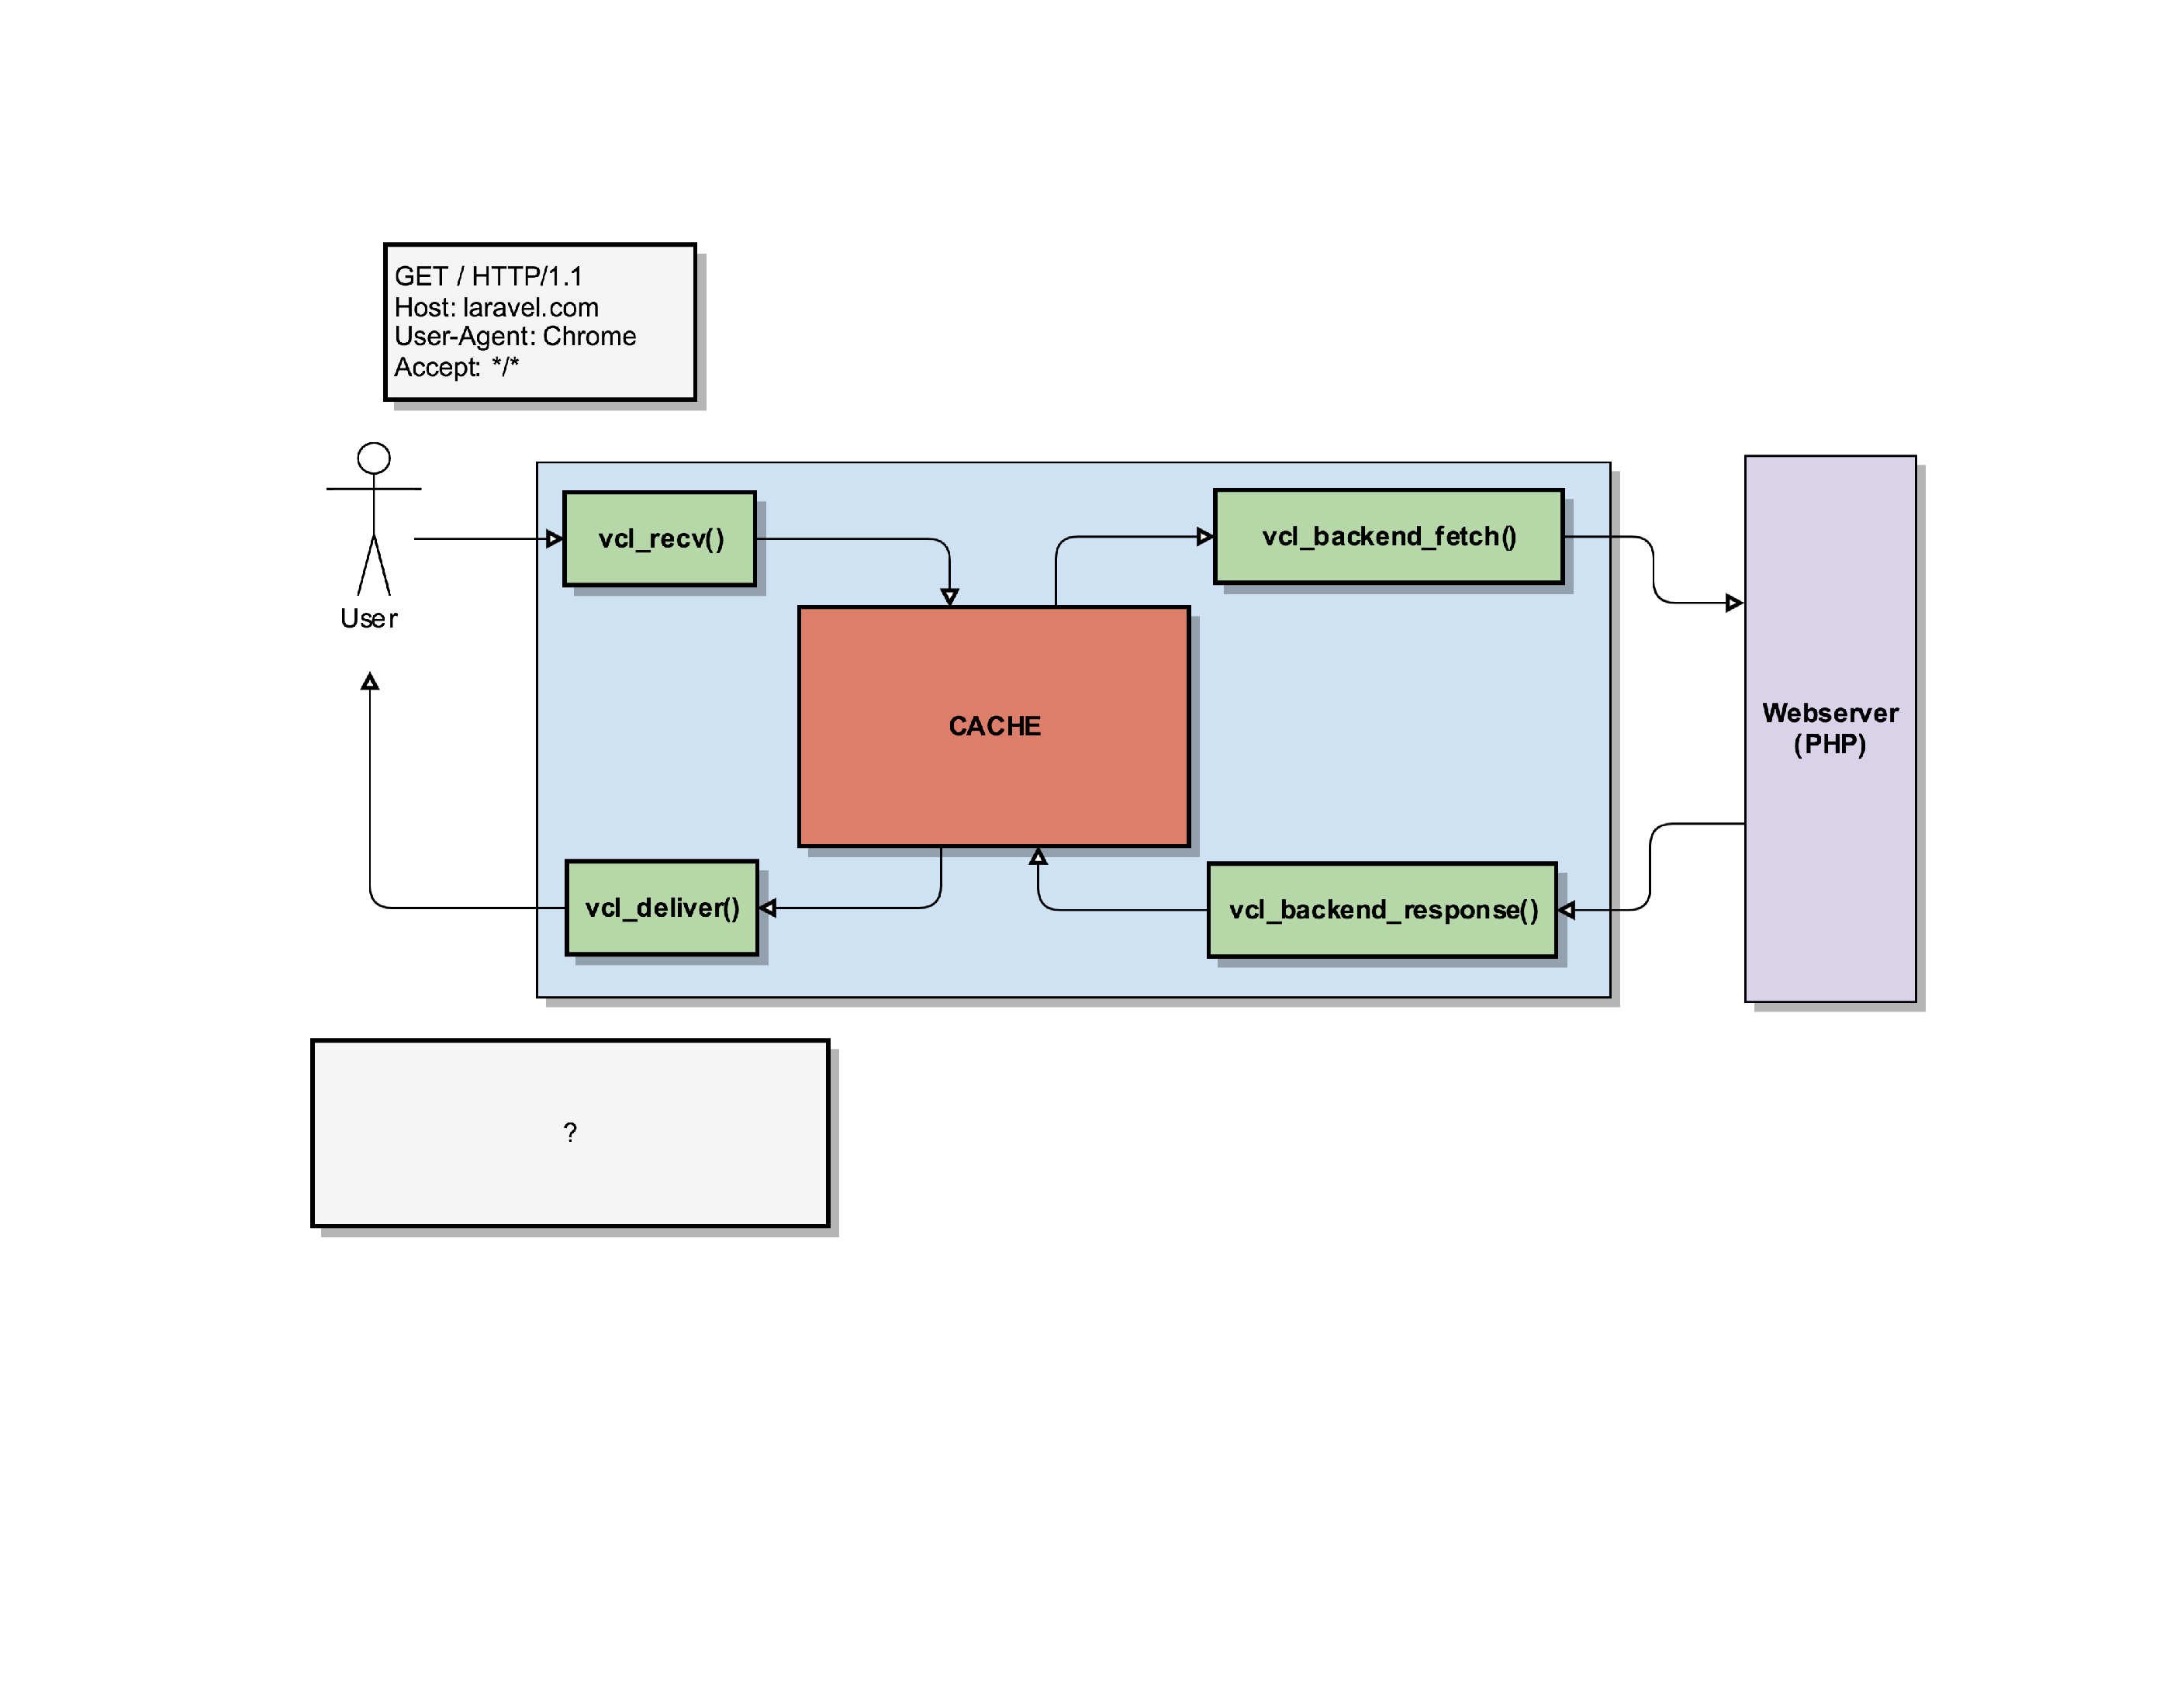 GET / HTTP/1.1
Host: laravel.com
User-Agent: Chrome
Accept: */*
User
vcl_recv()
vcl_backend_fetch()
CACHE
Webserver
(PHP)
vcl_deliver()
vcl_backend_response()
?